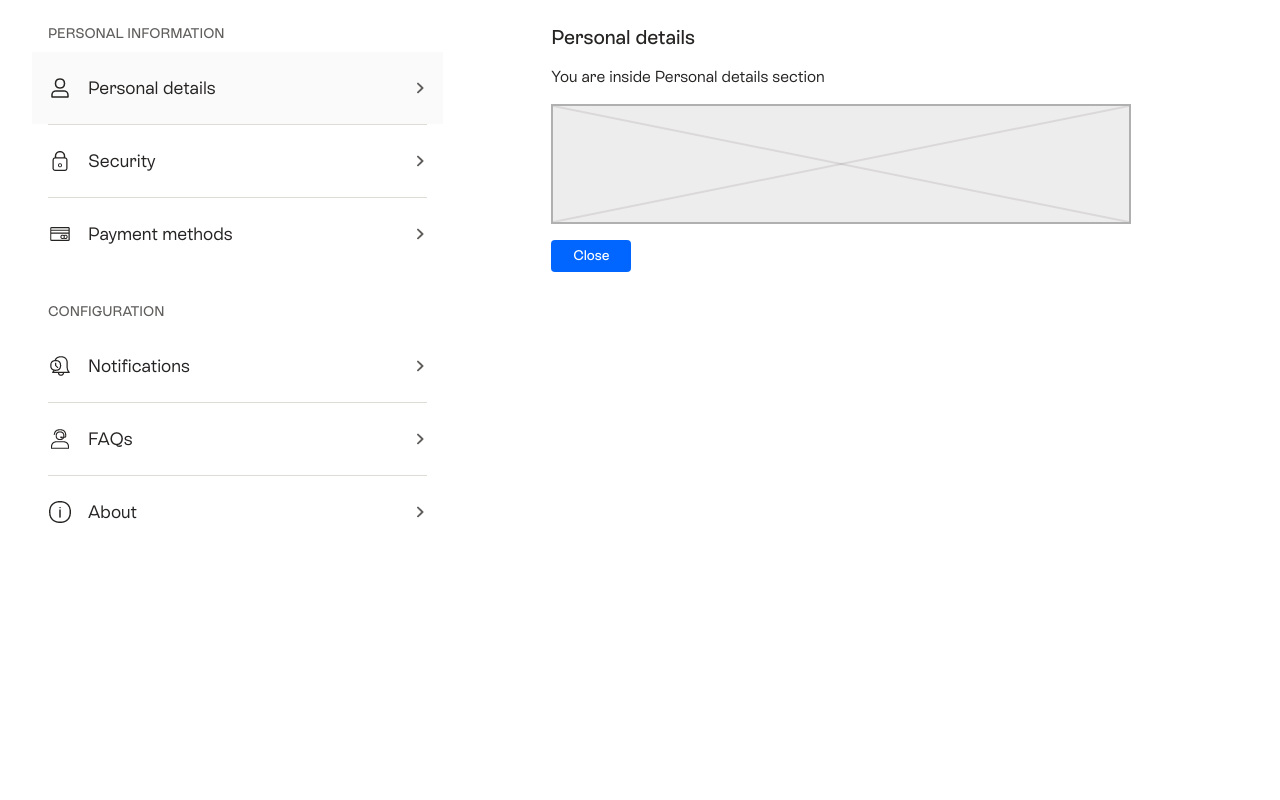 PERSONAL INFORMATION
Personal details
Security
Payment methods
CONFIGURATION
Notifications
FAQs
About
Personal details
You are inside Personal details section
Close